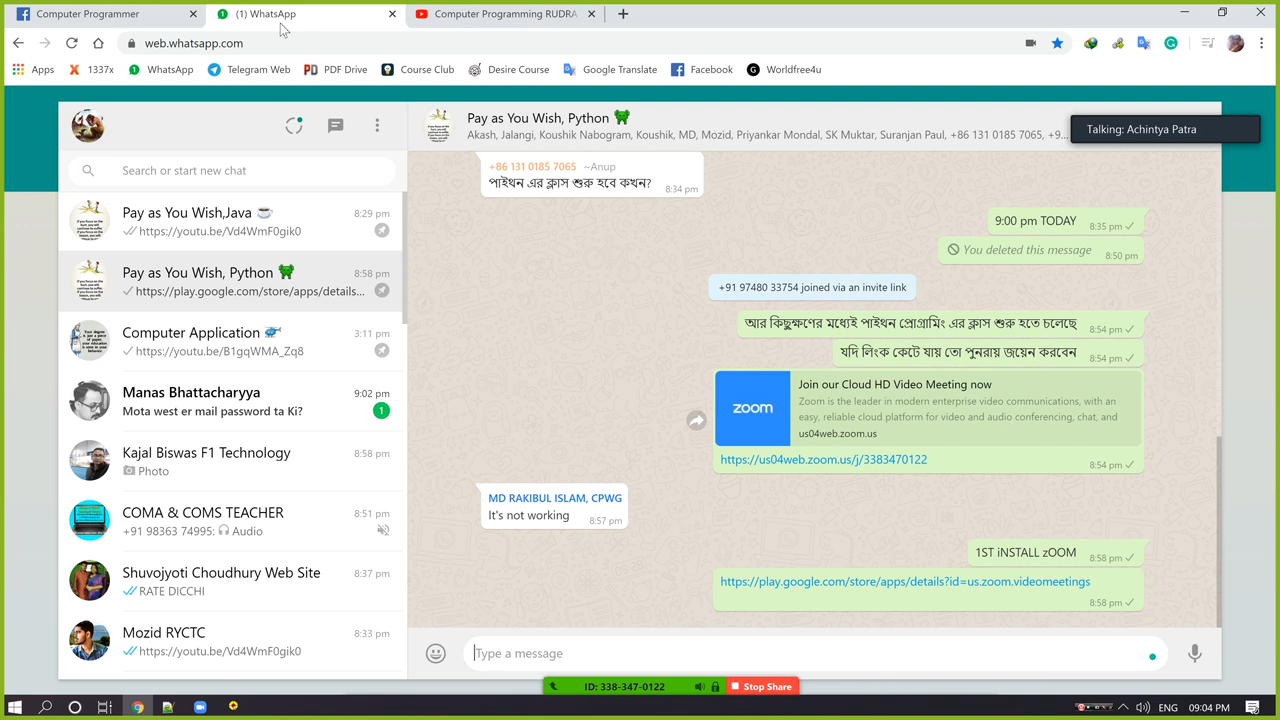 Computer Programmer
(1) WhatsApp
Computer Programming RUDRA
web.whatsapp.com
Apps
1337x
WhatsApp
Telegram Web
PDF Drive
Course Club
Desire Course
Google Translate
Facebook
Worldfree4u
Search or start new chat
Pay as You Wish,Java
8:29 pm
https://youtu.be/Vd4WmF0gik0
Pay as You Wish, Python
8:58 pm
https://play.google.com/store/apps/details...
Computer Application
3:11 pm
https://youtu.be/B1gqWMA_Zq8
Manas Bhattacharyya
9:02 pm
Mota west er mail password ta Ki?
1
Kajal Biswas F1 Technology
8:58 pm
Photo
COMA & COMS TEACHER
8:51 pm
+91 98363 74995: Audio
Shuvojyoti Choudhury Web Site
8:37 pm
RATE DICCHI
Mozid RYCTC
8:33 pm
https://youtu.be/Vd4WmF0gik0
Pay as You Wish, Python
Akash, Jalangi, Koushik Nabogram, Koushik, MD, Mozid, Priyankar Mondal, SK Muktar, Suranjan Paul, +86 131 0185 7065, +9...
Talking: Achintya Patra
+86 131 0185 7065 ~Anup
পাইথন এর ক্লাস শুরু হবে কখন?
8:34 pm
9:00 pm TODAY
8:35 pm
You deleted this message
8:50 pm
+91 97480 33754 joined via an invite link
আর কিছুক্ষণের মধ্যেই পাইথন প্রোগ্রামিং এর ক্লাস শুরু হতে চলেছে
8:54 pm
যদি লিংক কেটে যায় তো পুনরায় জয়েন করবেন
8:54 pm
zoom
Join our Cloud HD Video Meeting now
Zoom is the leader in modern enterprise video communications, with an
easy, reliable cloud platform for video and audio conferencing, chat, and
us04web.zoom.us
https://us04web.zoom.us/j/3383470122
8:54 pm
MD RAKIBUL ISLAM, CPWG
It's not working
8:57 pm
1ST iNSTALL zOOM
8:58 pm
https://play.google.com/store/apps/details?id=us.zoom.videomeetings
8:58 pm
Type a message
ID: 338-347-0122
Stop Share
ENG
09:04 PM